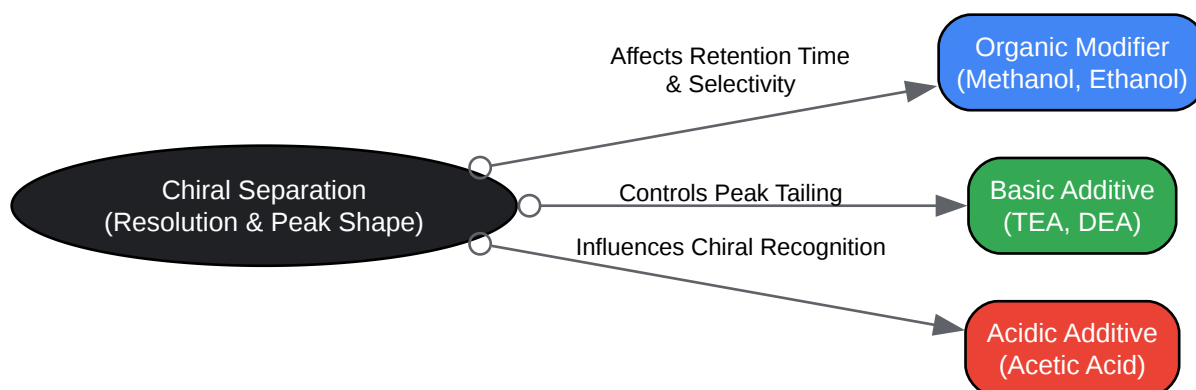 Affects Retention Time
& Selectivity
Organic Modifier
(Methanol, Ethanol)
Chiral Separation
(Resolution & Peak Shape)
Controls Peak Tailing
Basic Additive
(TEA, DEA)
Influences Chiral Recognition
Acidic Additive
(Acetic Acid)